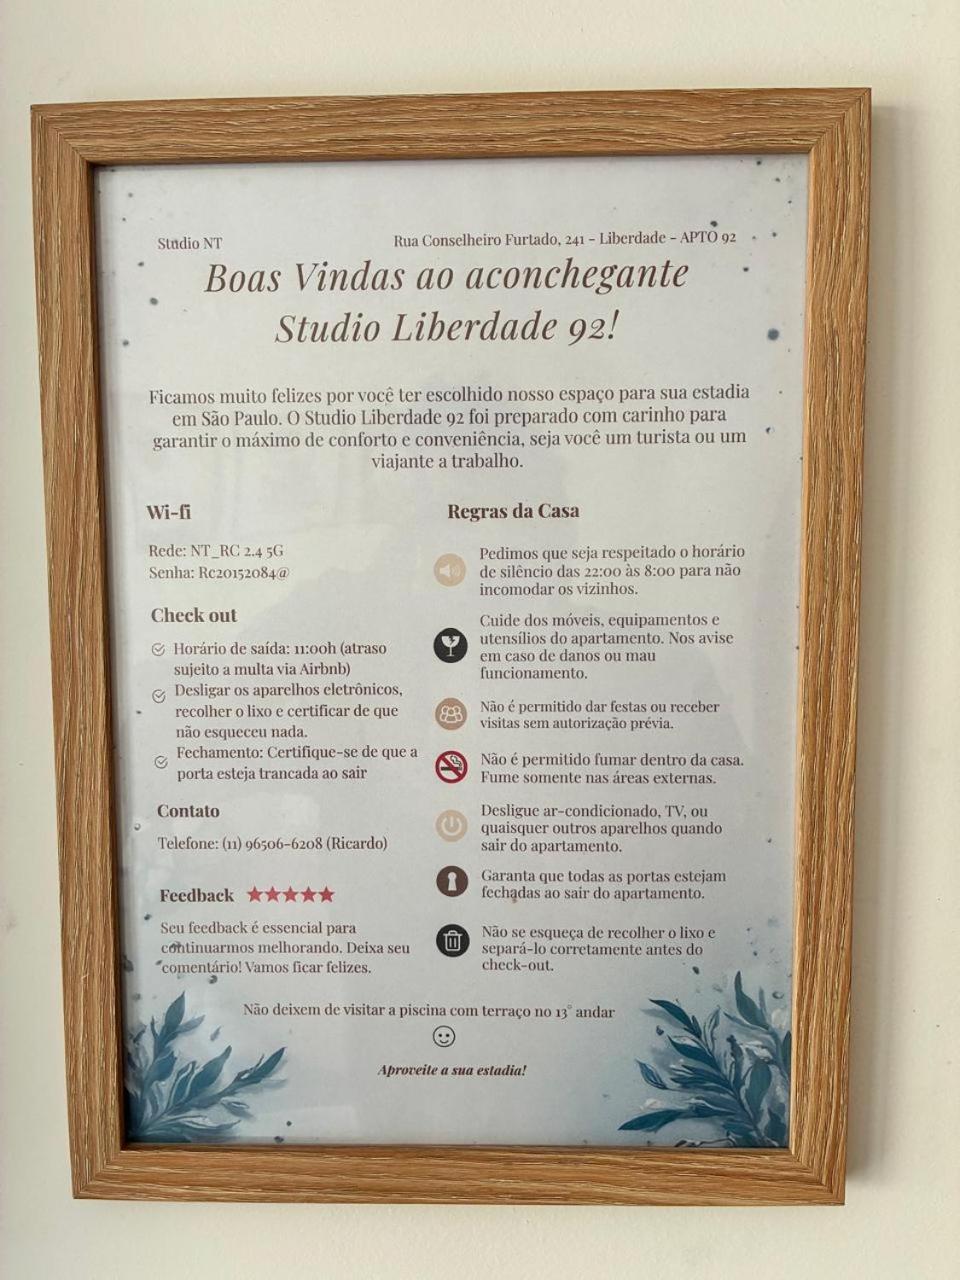 Studio NT
Rua Conselheiro Furtado, 241 - Liberdade - APTO 92
Boas Vindas ao aconchegante
Studio Liberdade 92!
Ficamos muito felizes por você ter escolhido nosso espaço para sua estadia
em São Paulo. O Studio Liberdade 92 foi preparado com carinho para
garantir o máximo de conforto e conveniência, seja você um turista ou um
viajante a trabalho.
Wi-fi
Rede: NT_RC 2.4 5G
Senha: Rc20152084@
Check out
Horário de saída: 11:00h (atraso
sujeito a multa via Airbnb)
Desligar os aparelhos eletrônicos,
recolher o lixo e certificar de que
não esqueceu nada.
Fechamento: Certifique-se de que a
porta esteja trancada ao sair
Contato
Telefone: (11) 96506-6208 (Ricardo)
Feedback
Seu feedback é essencial para
continuarmos melhorando. Deixa seu
comentário! Vamos ficar felizes.
Regras da Casa
Pedimos que seja respeitado o horário
de silêncio das 22:00 às 8:00 para não
incomodar os vizinhos.
Cuide dos móveis, equipamentos e
utensílios do apartamento. Nos avise
em caso de danos ou mau
funcionamento.
Não é permitido dar festas ou receber
visitas sem autorização prévia.
Não é permitido fumar dentro da casa.
Fume somente nas áreas externas.
Desligue ar-condicionado, TV, ou
quaisquer outros aparelhos quando
sair do apartamento.
Garanta que todas as portas estejam
fechadas ao sair do apartamento.
Não se esqueça de recolher o lixo e
separá-lo corretamente antes do
check-out.
Não deixem de visitar a piscina com terraço no 13° andar
Aproveite a sua estadia!